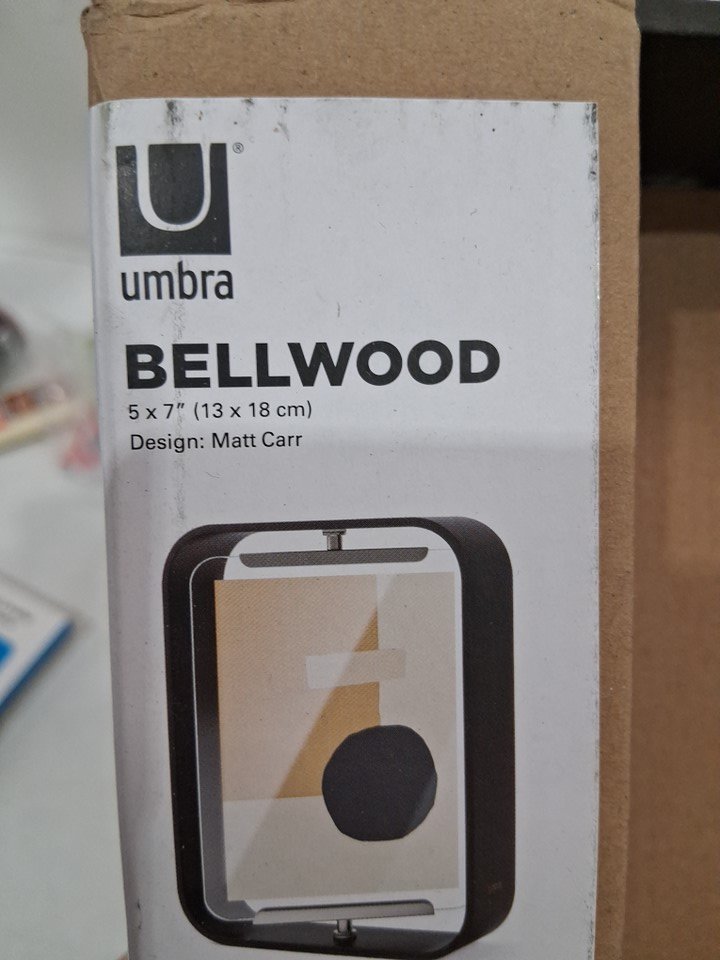 U®
umbra
BELLWOOD
5 x 7" (13 x 18 cm)
Design: Matt Carr